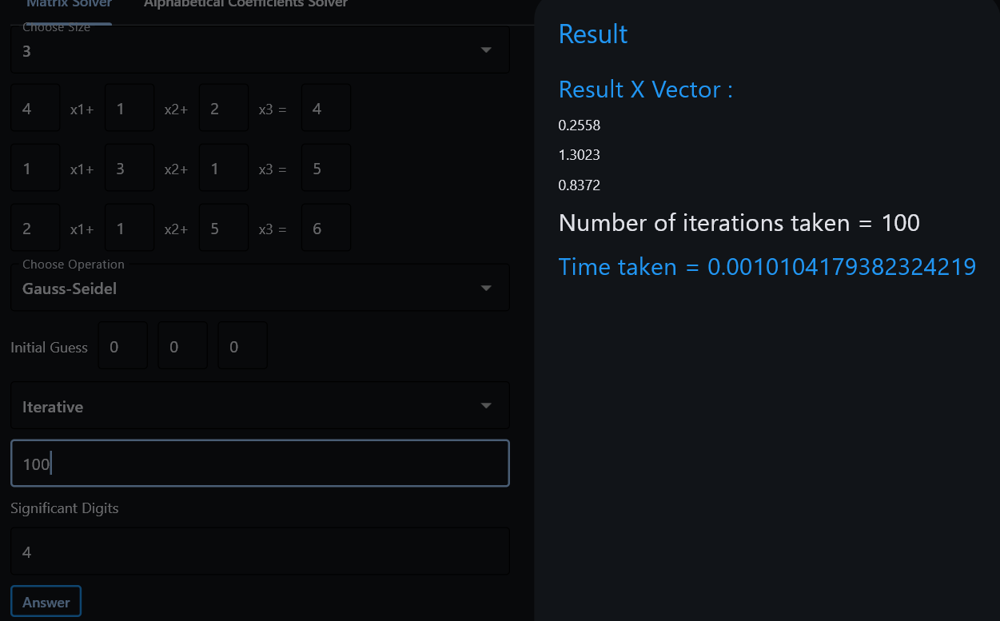 Matrix Solver Alphabetical Coefficients Solver
Choose Size
3
4 x1+ 1 x2+ 2 x3 = 4
1 x1+ 3 x2+ 1 x3 = 5
2 x1+ 1 x2+ 5 x3 = 6
Choose Operation
Gauss-Seidel
Initial Guess 0 0 0
Iterative
100
Significant Digits
4
Answer
Result
Result X Vector :
0.2558
1.3023
0.8372
Number of iterations taken = 100
Time taken = 0.0010104179382324219